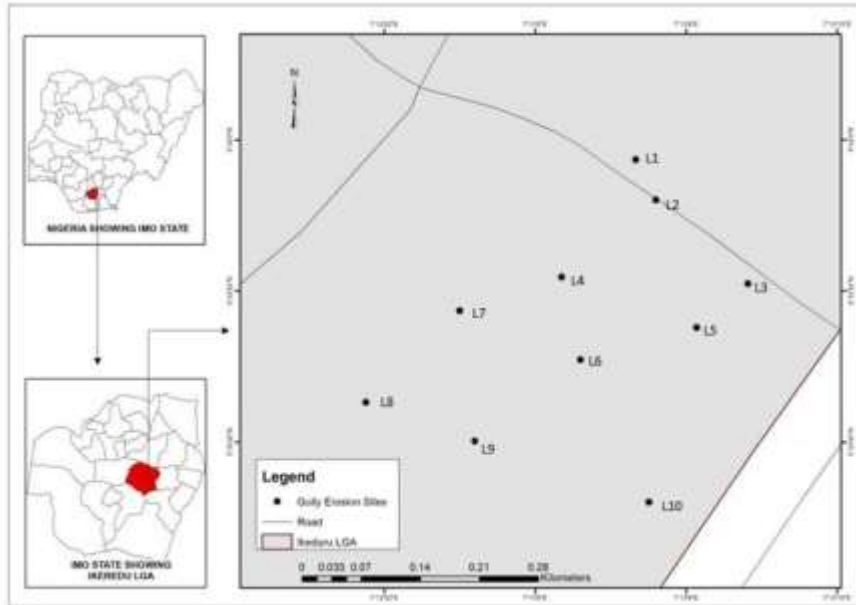 NIGERIA SHOWING IMO STATE
IMO STATE SHOWING
IKEREDU LGA
N
L1
L2
L3
L4
L5
L6
L7
L8
L9
L10
Legend
Gully Erosion Sites
Road
Ikeduru LGA
0 0.035 0.07 0.14 0.21 0.28
Kilometers